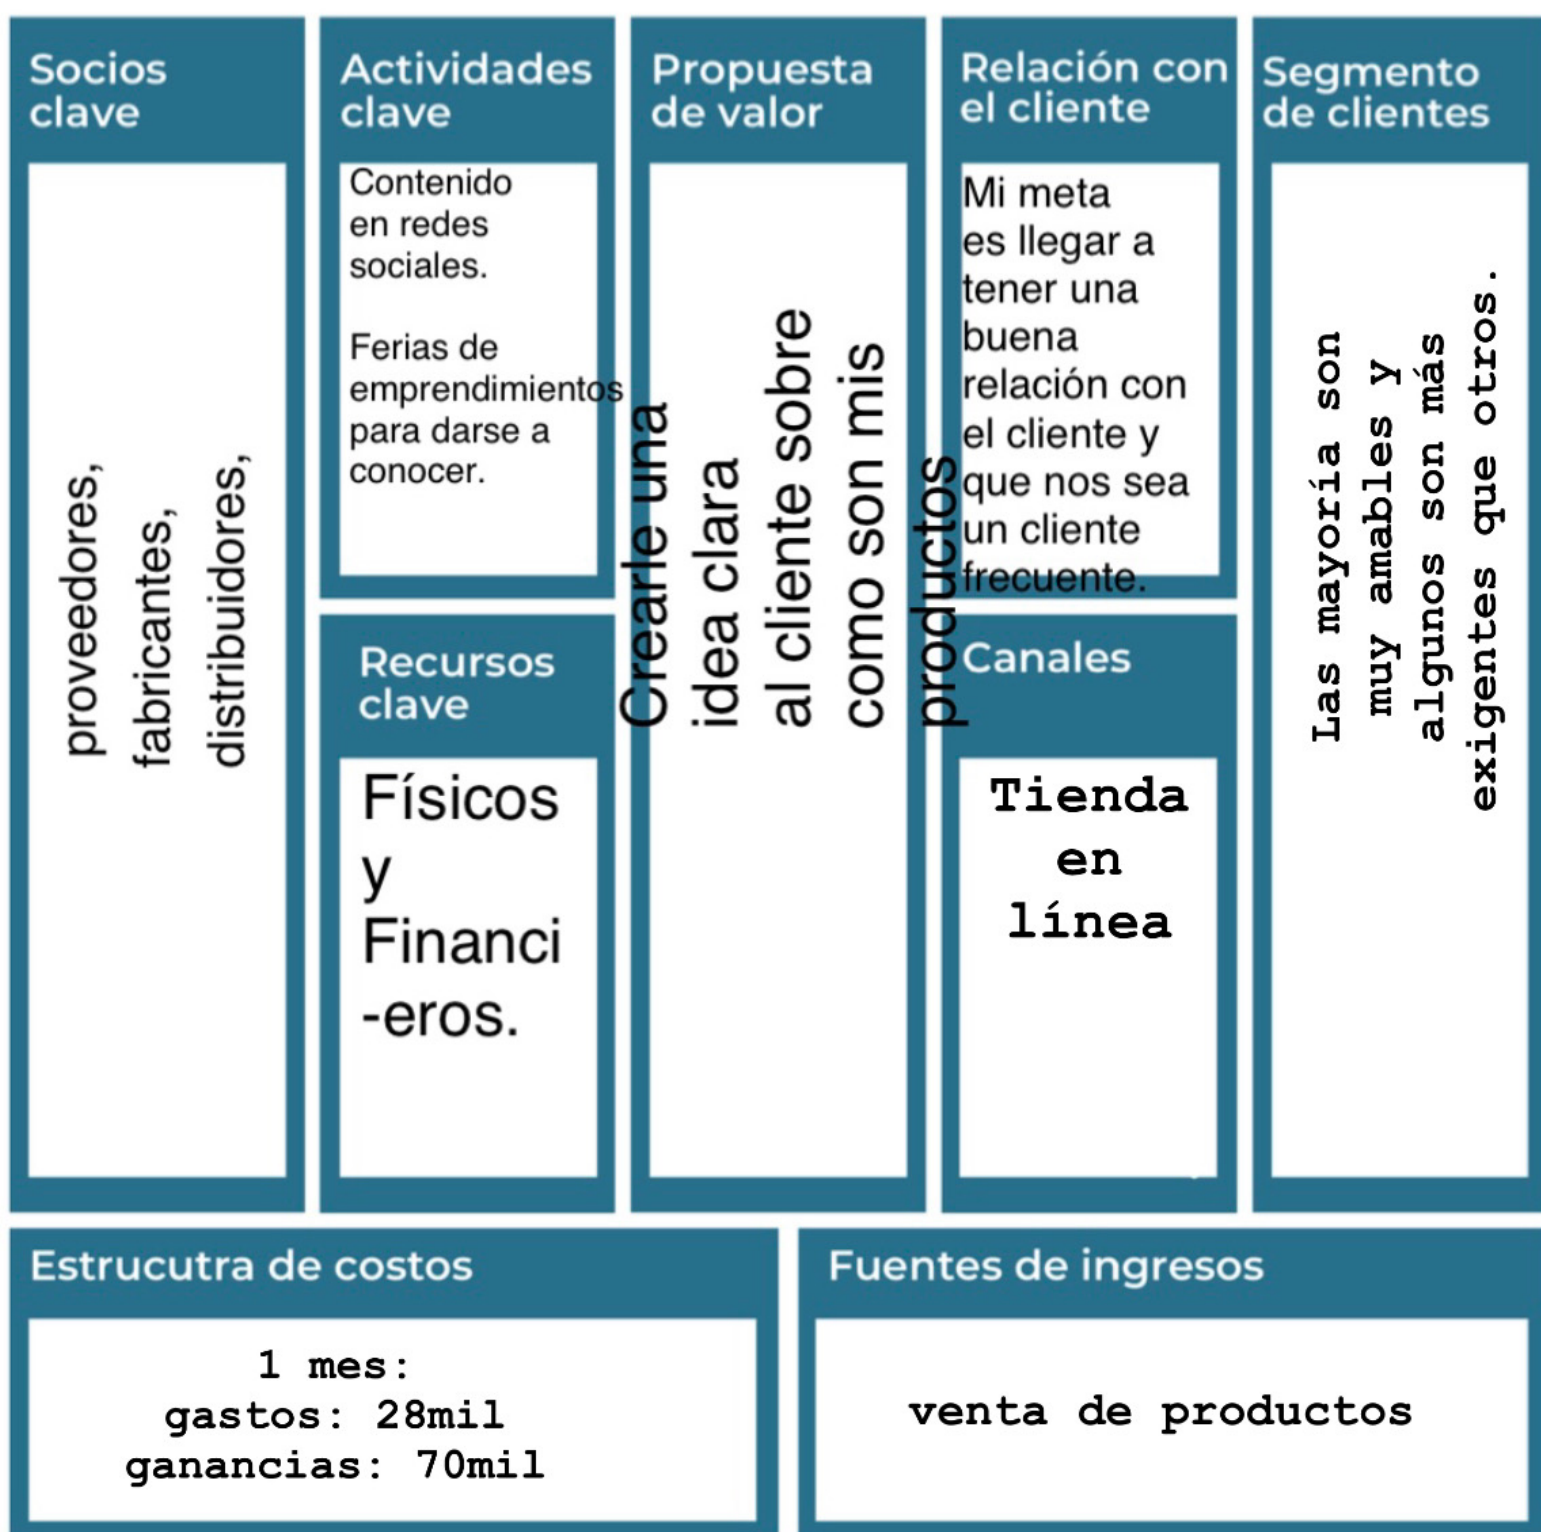 Socios
clave
proveedores,
fabricantes,
distribuidores,
Actividades
clave
Contenido
en redes
sociales.
Ferias de
emprendimientos
para darse a
conocer.
Recursos
clave
Físicos
y
Financi
-eros.
Propuesta
de valor
Crearle una
idea clara
al cliente sobre
como son mis
productos
Relación con
el cliente
Mi meta
es llegar a
tener una
buena
relación con
el cliente y
que nos sea
un cliente
frecuente.
Canales
Tienda
en
línea
Segmento
de clientes
Las mayoría son
muy amables y
algunos son más
exigentes que otros.
Estrucutra de costos
1 mes:
gastos: 28mil
ganancias: 70mil
Fuentes de ingresos
venta de productos